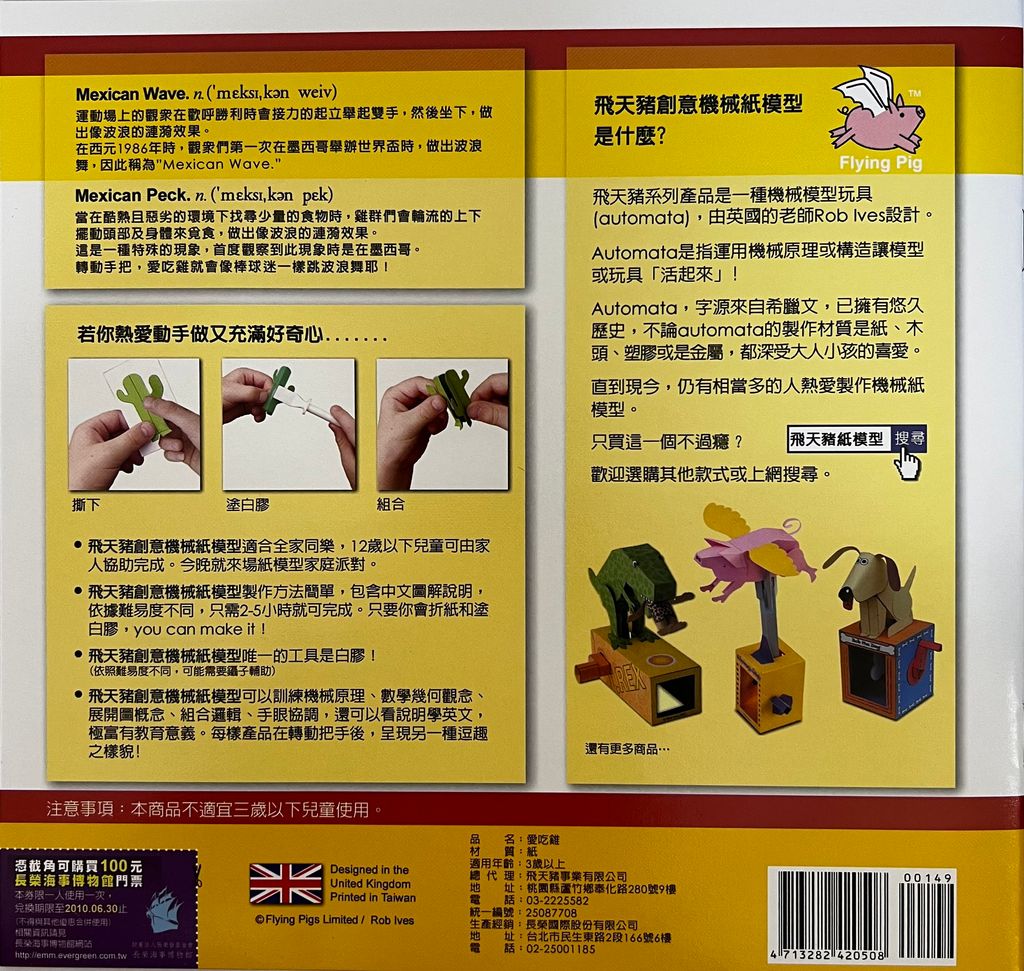 Mexican Wave. n.(ˈmɛksɪˌkən weiv)
運動場上的觀衆在歡呼勝利時會接力的起立舉起雙手，然後坐下，做
出像波浪的漣漪效果。
在西元1986年時，觀衆們第一次在墨西哥舉辦世界盃時，做出波浪
舞，因此稱為"Mexican Wave."
Mexican Peck. n.(ˈmɛksɪˌkən pɛk)
當在酷熱且惡劣的環境下找尋少量的食物時，雞群們會輪流的上下
擺動頭部及身體來覓食，做出像波浪的漣漪效果。
這是一種特殊的現象，首度觀察到此現象時是在墨西哥。
轉動手把，愛吃雞就會像棒球迷一樣跳波浪舞耶！
若你熱愛動手做又充滿好奇心.......
撕下
塗白膠
組合
• 飛天豬創意機械紙模型適合全家同樂，12歲以下兒童可由家
人協助完成。今晚就來場紙模型家庭派對。
• 飛天豬創意機械紙模型製作方法簡單，包含中文圖解說明，
依據難易度不同，只需2-5小時就可完成。只要你會折紙和塗
白膠，you can make it！
• 飛天豬創意機械紙模型唯一的工具是白膠！
(依照難易度不同，可能需要鑷子輔助)
• 飛天豬創意機械紙模型可以訓練機械原理、數學幾何觀念、
展開圖概念、組合邏輯、手眼協調，還可以看說明學英文，
極富有教育意義。每樣產品在轉動把手後，呈現另一種逗趣
之樣貌!
飛天豬創意機械紙模型
是什麼?
TM
Flying Pig
飛天豬系列產品是一種機械模型玩具
(automata)，由英國的老師Rob Ives設計。
Automata是指運用機械原理或構造讓模型
或玩具「活起來」!
Automata，字源來自希臘文，已擁有悠久
歷史，不論automata的製作材質是紙、木
頭、塑膠或是金屬，都深受大人小孩的喜愛。
直到現今，仍有相當多的人熱愛製作機械紙
模型。
只買這一個不過癮？
飛天豬紙模型 搜尋
歡迎選購其他款式或上網搜尋。
REX
還有更多商品…
注意事項：本商品不適宜三歲以下兒童使用。
憑截角可購買100元
長榮海事博物館門票
本券限一人使用一次，
兌換期限至2010.06.30止
(不得與其他優惠合併使用)
相關資訊請見
長榮海事博物館網站
http://emm.evergreen.com.tw
長榮海事博物館
Designed in the
United Kingdom
Printed in Taiwan
©Flying Pigs Limited / Rob Ives
品 名：愛吃雞
材 質：紙
適用年齡：3歲以上
總 代 理：飛天豬事業有限公司
地 址：桃園縣蘆竹鄉奉化路280號9樓
電 話：03-2225582
統一編號：25087708
生產經銷：長榮國際股份有限公司
地 址：台北市民生東路2段166號6樓
電 話：02-25001185
00149
4 713282 420508